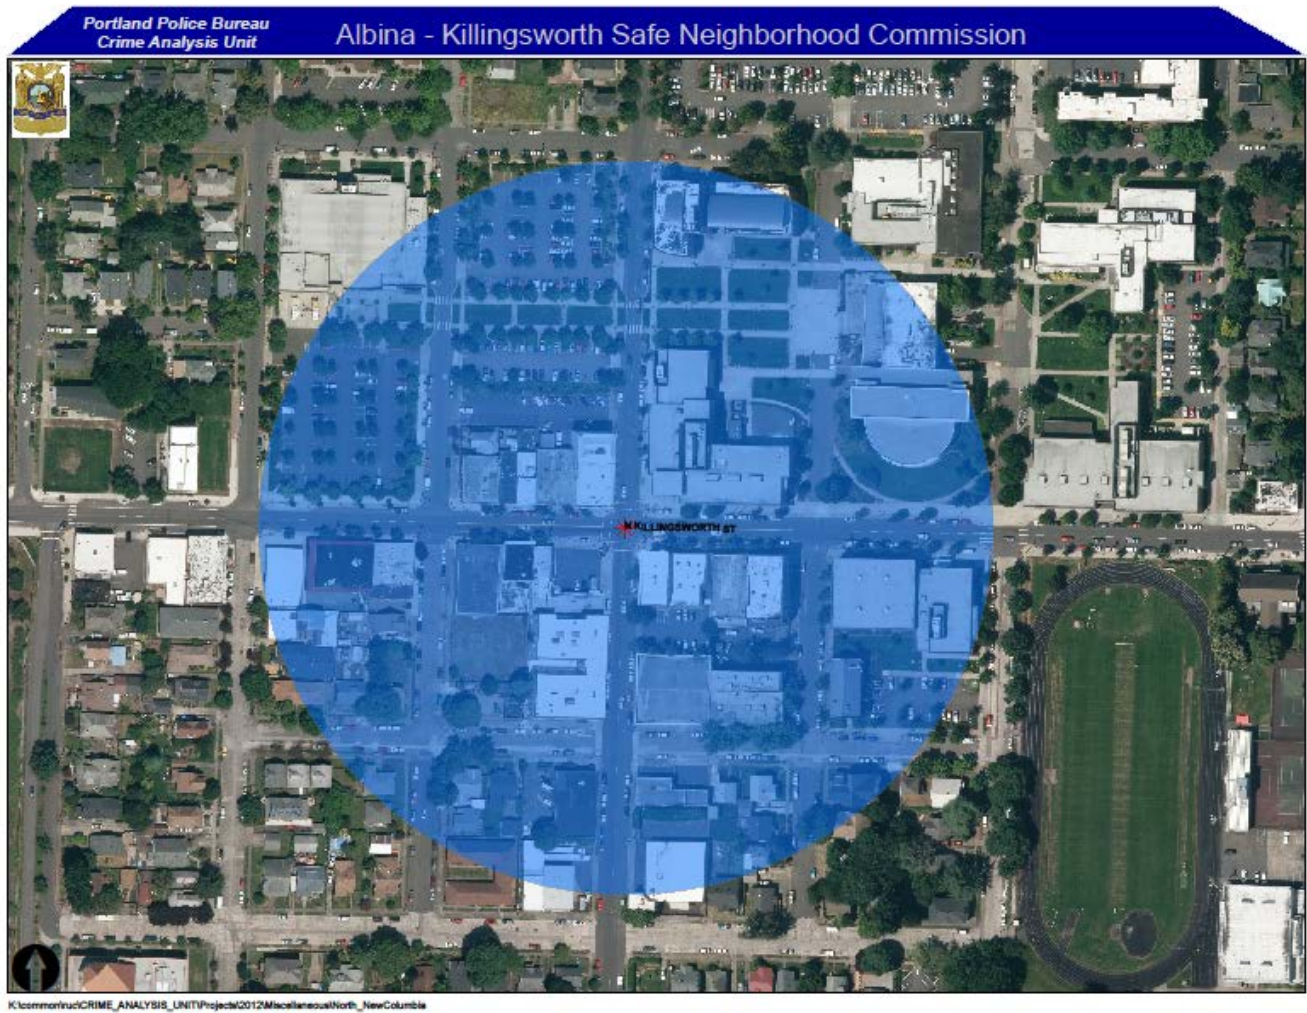 Portland Police Bureau
Crime Analysis Unit
Albina - Killingsworth Safe Neighborhood Commission
N KILLINGSWORTH ST
K:\common\ruc\CRIME_ANALYSIS_UNIT\Projects\2012\Miscellaneous\North_NewColumbia